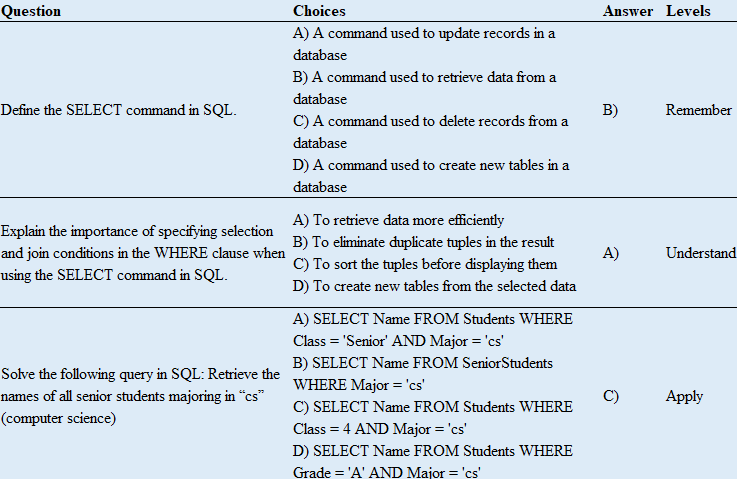 Question Choices Answer Levels
Define the SELECT command in SQL.
A) A command used to update records in a
database
B) A command used to retrieve data from a
database
C) A command used to delete records from a
database
D) A command used to create new tables in a
database
B)
Remember
Explain the importance of specifying selection
and join conditions in the WHERE clause when
using the SELECT command in SQL.
A) To retrieve data more efficiently
B) To eliminate duplicate tuples in the result
C) To sort the tuples before displaying them
D) To create new tables from the selected data
A)
Understand
Solve the following query in SQL: Retrieve the
names of all senior students majoring in “cs”
(computer science)
A) SELECT Name FROM Students WHERE
Class = 'Senior' AND Major = 'cs'
B) SELECT Name FROM SeniorStudents
WHERE Major = 'cs'
C) SELECT Name FROM Students WHERE
Class = 4 AND Major = 'cs'
D) SELECT Name FROM Students WHERE
Grade = 'A' AND Major = 'cs'
C)
Apply